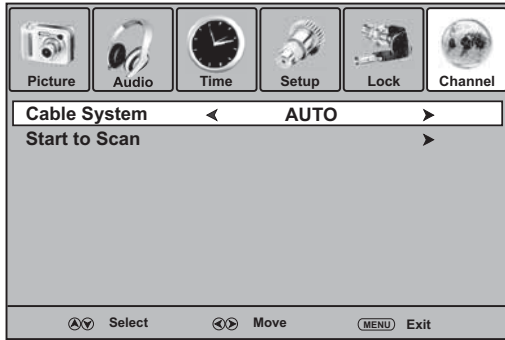 Picture Audio Time Setup Lock Channel
Cable System AUTO
Start to Scan
Select Move MENU Exit